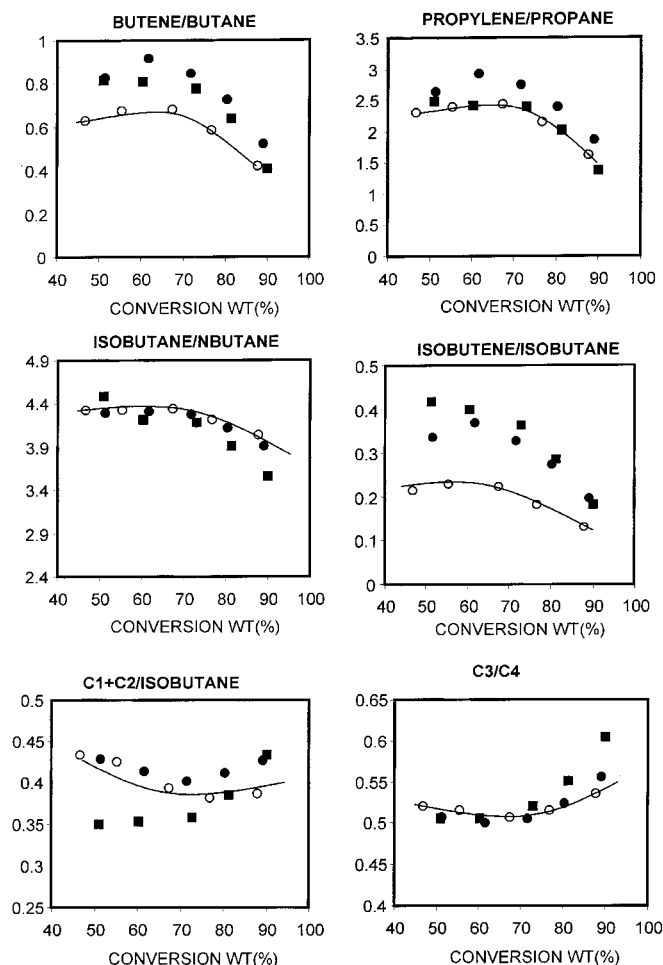 BUTENE/BUTANE
1
0.8
0.6
0.4
0.2
0
40 50 60 70 80 90 100
CONVERSION WT(%)
PROPYLENE/PROPANE
3.5
3
2.5
2
1.5
1
0.5
0
40 50 60 70 80 90 100
CONVERSION WT(%)
ISOBUTANE/NBUTANE
4.9
4.4
3.9
3.4
2.9
2.4
40 50 60 70 80 90 100
CONVERSION WT(%)
ISOBUTENE/ISOBUTANE
0.5
0.4
0.3
0.2
0.1
0
40 50 60 70 80 90 100
CONVERSION WT(%)
C1+C2/ISOBUTANE
0.5
0.45
0.4
0.35
0.3
0.25
40 50 60 70 80 90 100
CONVERSION WT(%)
C3/C4
0.65
0.6
0.55
0.5
0.45
0.4
40 50 60 70 80 90 100
CONVERSION WT(%)